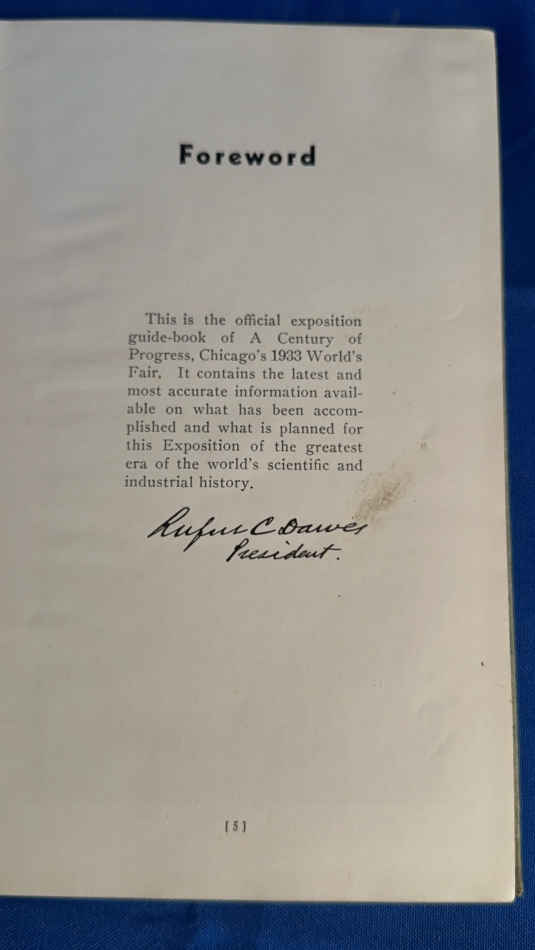 Foreword
This is the official exposition
guide-book of A Century of
Progress, Chicago's 1933 World's
Fair. It contains the latest and
most accurate information avail-
able on what has been accom-
plished and what is planned for
this Exposition of the greatest
era of the world's scientific and
industrial history.
Rufus C Dawes
President.
[5]